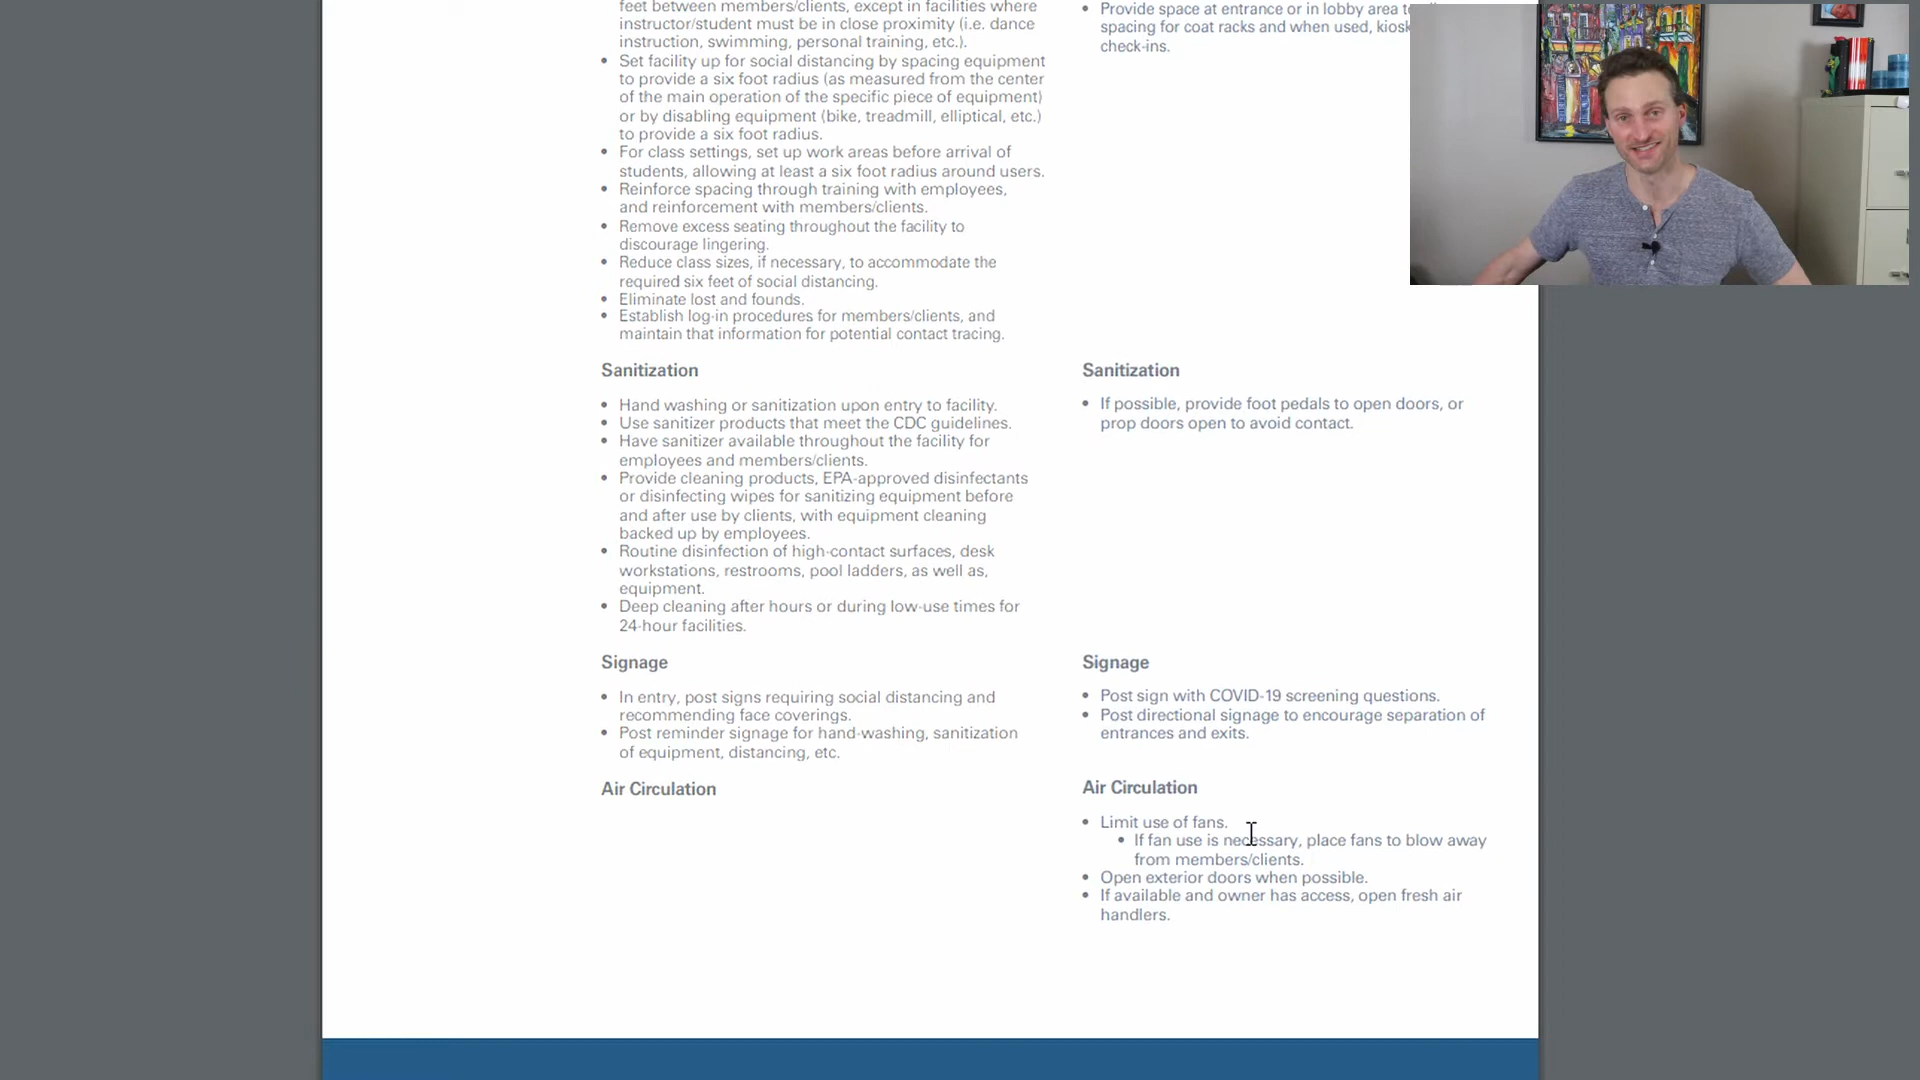 feet between members/clients, except in facilities where
instructor/student must be in close proximity (i.e. dance
instruction, swimming, personal training, etc.).
• Set facility up for social distancing by spacing equipment
to provide a six foot radius (as measured from the center
of the main operation of the specific piece of equipment)
or by disabling equipment (bike, treadmill, elliptical, etc.)
to provide a six foot radius.
• For class settings, set up work areas before arrival of
students, allowing at least a six foot radius around users.
• Reinforce spacing through training with employees,
and reinforcement with members/clients.
• Remove excess seating throughout the facility to
discourage lingering.
• Reduce class sizes, if necessary, to accommodate the
required six feet of social distancing.
• Eliminate lost and founds.
• Establish log-in procedures for members/clients, and
maintain that information for potential contact tracing.
Sanitization
• Hand washing or sanitization upon entry to facility.
• Use sanitizer products that meet the CDC guidelines.
• Have sanitizer available throughout the facility for
employees and members/clients.
• Provide cleaning products, EPA-approved disinfectants
or disinfecting wipes for sanitizing equipment before
and after use by clients, with equipment cleaning
backed up by employees.
• Routine disinfection of high-contact surfaces, desk
workstations, restrooms, pool ladders, as well as,
equipment.
• Deep cleaning after hours or during low-use times for
24-hour facilities.
Signage
• In entry, post signs requiring social distancing and
recommending face coverings.
• Post reminder signage for hand-washing, sanitization
of equipment, distancing, etc.
Air Circulation
• Provide space at entrance or in lobby area
spacing for coat racks and when used, kiosk
check-ins.
Sanitization
• If possible, provide foot pedals to open doors, or
prop doors open to avoid contact.
Signage
• Post sign with COVID-19 screening questions.
• Post directional signage to encourage separation of
entrances and exits.
Air Circulation
• Limit use of fans.
• If fan use is necessary, place fans to blow away
from members/clients.
• Open exterior doors when possible.
• If available and owner has access, open fresh air
handlers.